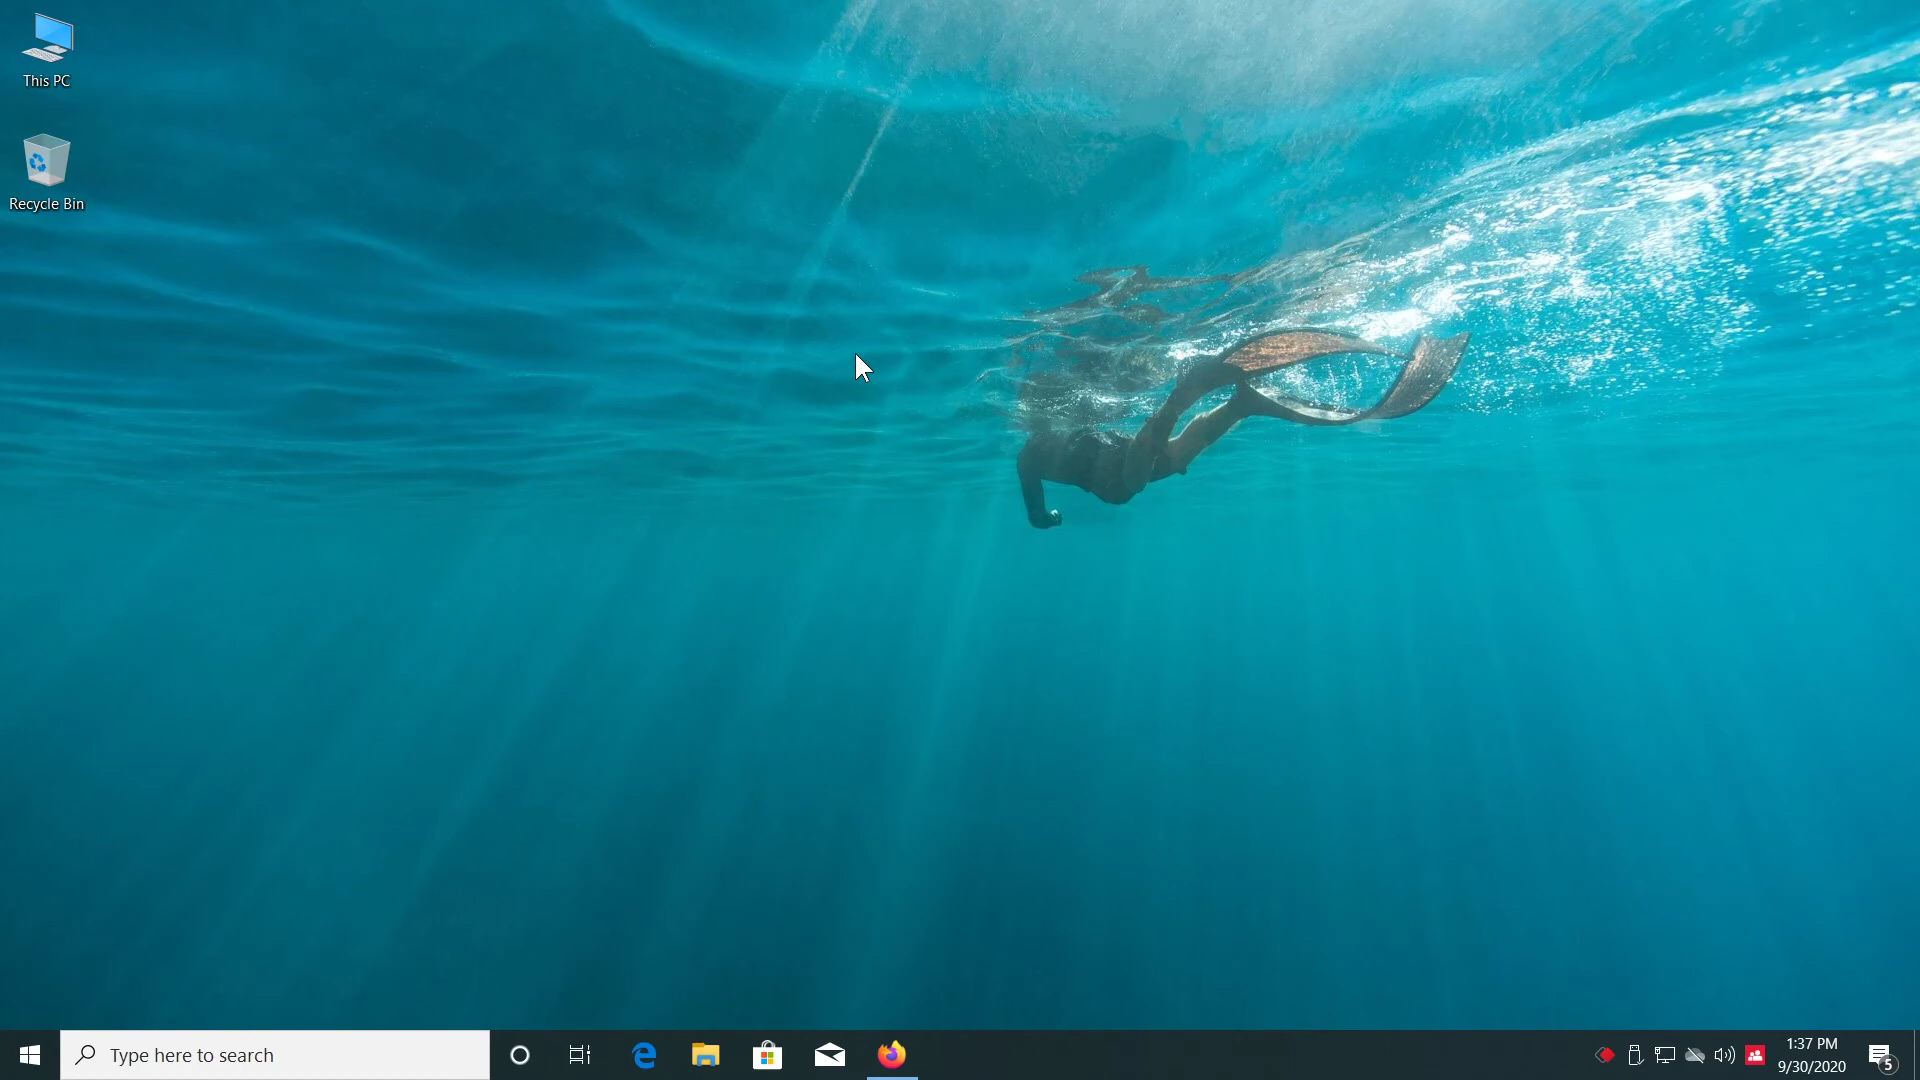 This PC
Recycle Bin
Type here to search
1:37 PM
9/30/2020
5